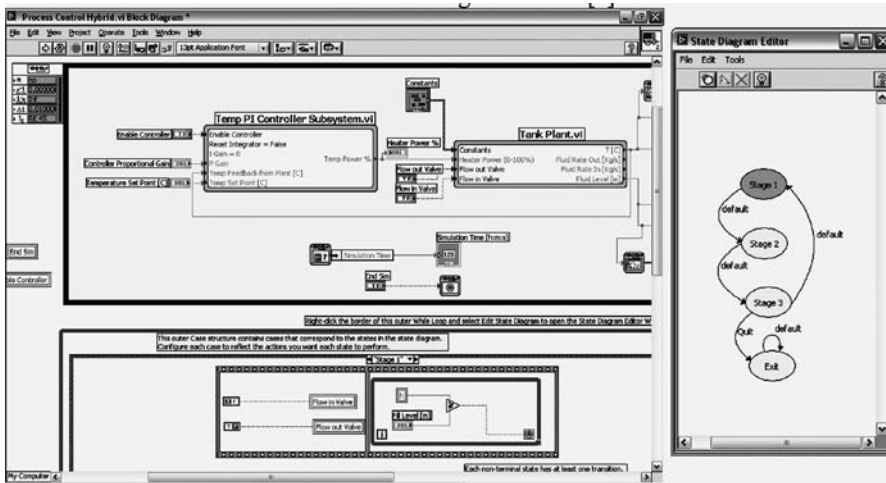 Process Control Hybrid.vi Block Diagram *
File Edit View Project Operate Tools Window Help
13pt Application Font
Constants
Temp PI Controller Subsystem.vi
Enable Controller
Enable Controller
Reset Integrator = False
I Gain = 0
Controller Proportional Gain
P Gain
Temp Power %
Temp Feedback from Plant [C]
Temperature Set Point [C]
Temp Set Point [C]
Heater Power %
Flow out Valve
Flow in Valve
Tank Plant.vi
Constants
T [C]
Heater Power (0-100%)
Fluid Rate Out [Kg/s]
Flow out Valve
Fluid Rate In [Kg/s]
Flow in Valve
Fluid Level [m]
Simulation Time
Simulation Time
123
End Sim
End Sim
ble Controller
Right-click the border of this outer While Loop and select Edit State Diagram to open the State Diagram Editor W
This outer Case structure contains cases that correspond to the states in the state diagram.
Configure each case to reflect the actions you want each state to perform.
"Stage 1"
Flow in Valve
Flow out Valve
Fill Level [m]
i
Each non-terminal state has at least one transition.
My Computer
State Diagram Editor
File Edit Tools
Stage 1
default
default
Stage 2
default
Stage 3
Quit
default
Exit